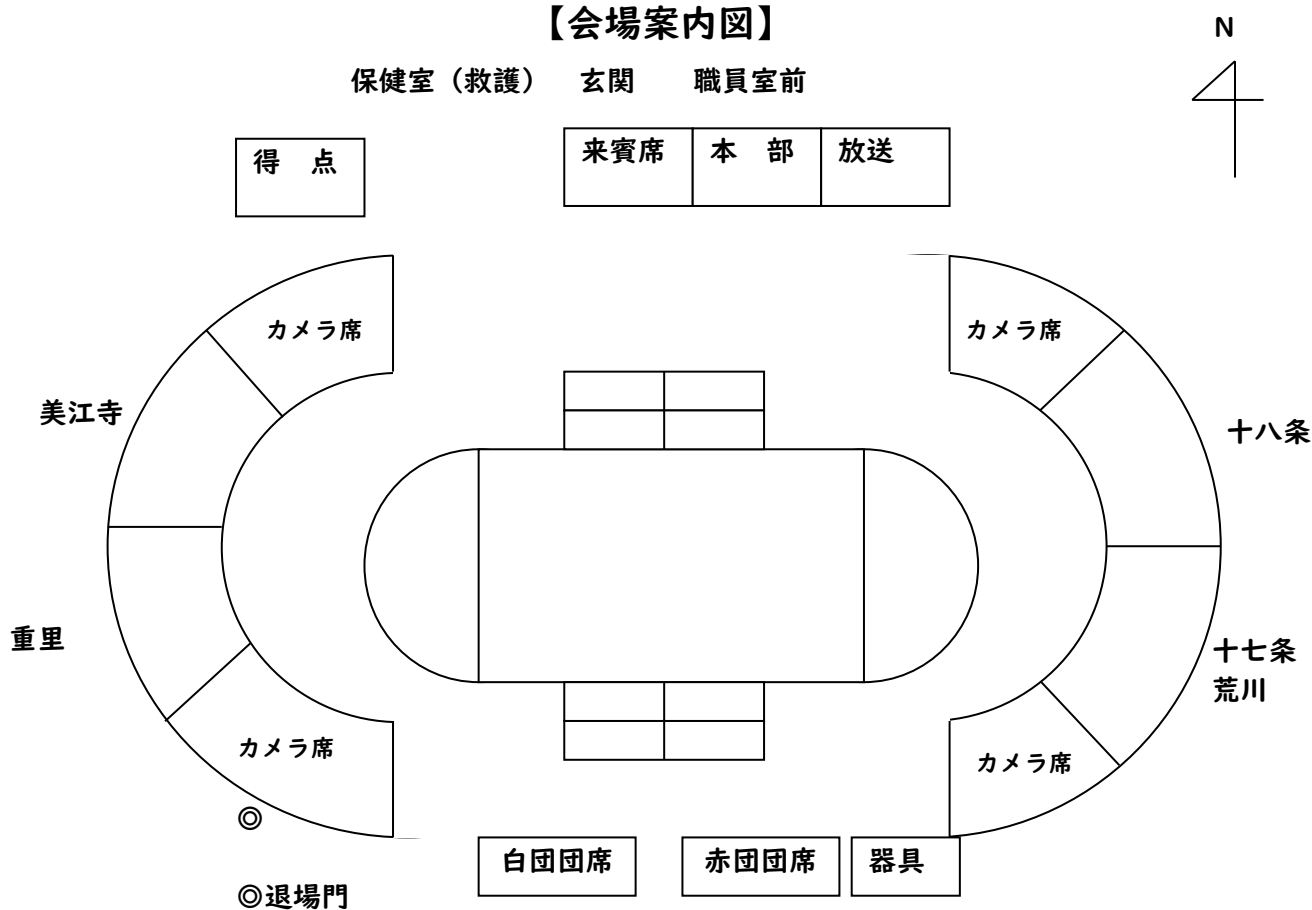 【会場案内図】
N
保健室（救護） 玄関 職員室前
得 点
来賓席 本 部 放送
カメラ席 カメラ席
美江寺
十八条
重里
十七条
荒川
カメラ席 カメラ席
◎
白団団席 赤団団席 器具
◎退場門